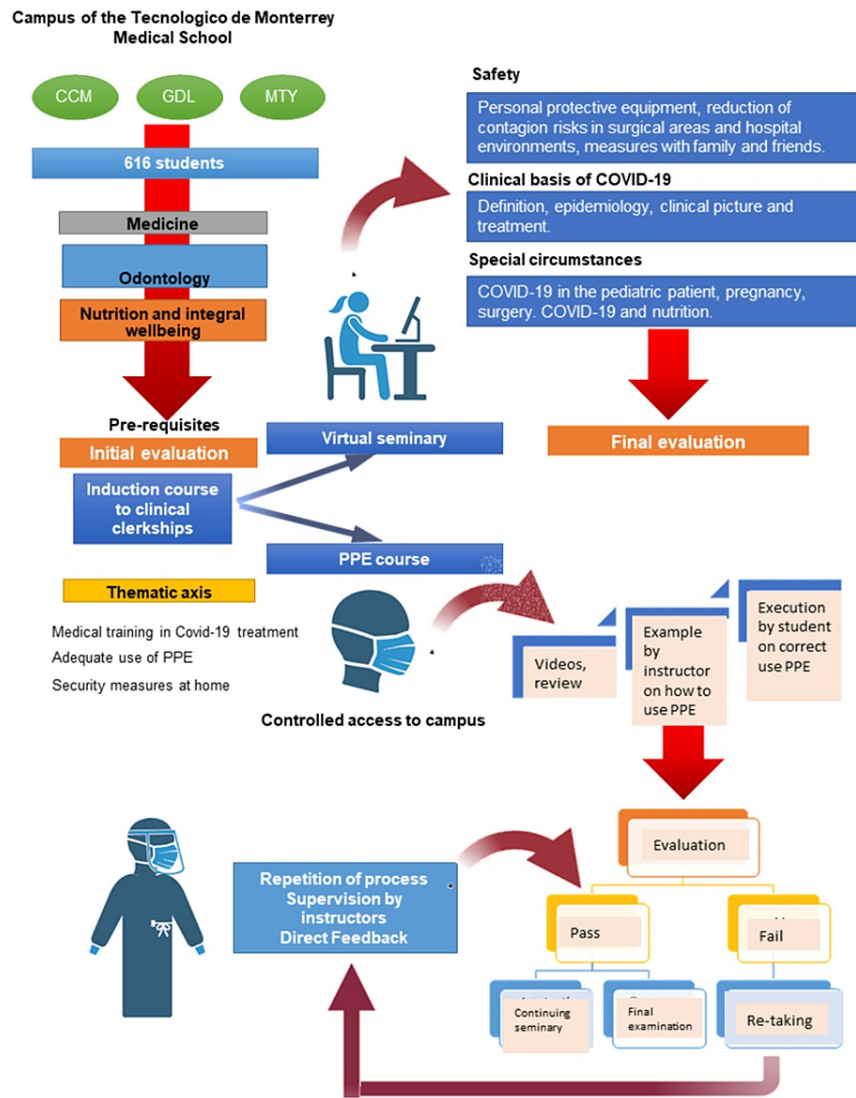 Campus of the Tecnologico de Monterrey
Medical School
CCM
GDL
MTY
616 students
Medicine
Odontology
Nutrition and integral
wellbeing
Pre-requisites
Initial evaluation
Induction course
to clinical
clerkships
Thematic axis
Medical training in Covid-19 treatment
Adequate use of PPE
Security measures at home
Virtual seminary
PPE course
Controlled access to campus
Safety
Personal protective equipment, reduction of
contagion risks in surgical areas and hospital
environments, measures with family and friends.
Clinical basis of COVID-19
Definition, epidemiology, clinical picture and
treatment.
Special circumstances
COVID-19 in the pediatric patient, pregnancy,
surgery. COVID-19 and nutrition.
Final evaluation
Videos,
review
Example
by
instructor
on how to
use PPE
Execution
by student
on correct
use PPE
Evaluation
Pass
Fail
Continuing
seminary
Final
examination
Re-taking
Repetition of process
Supervision by
instructors
Direct Feedback